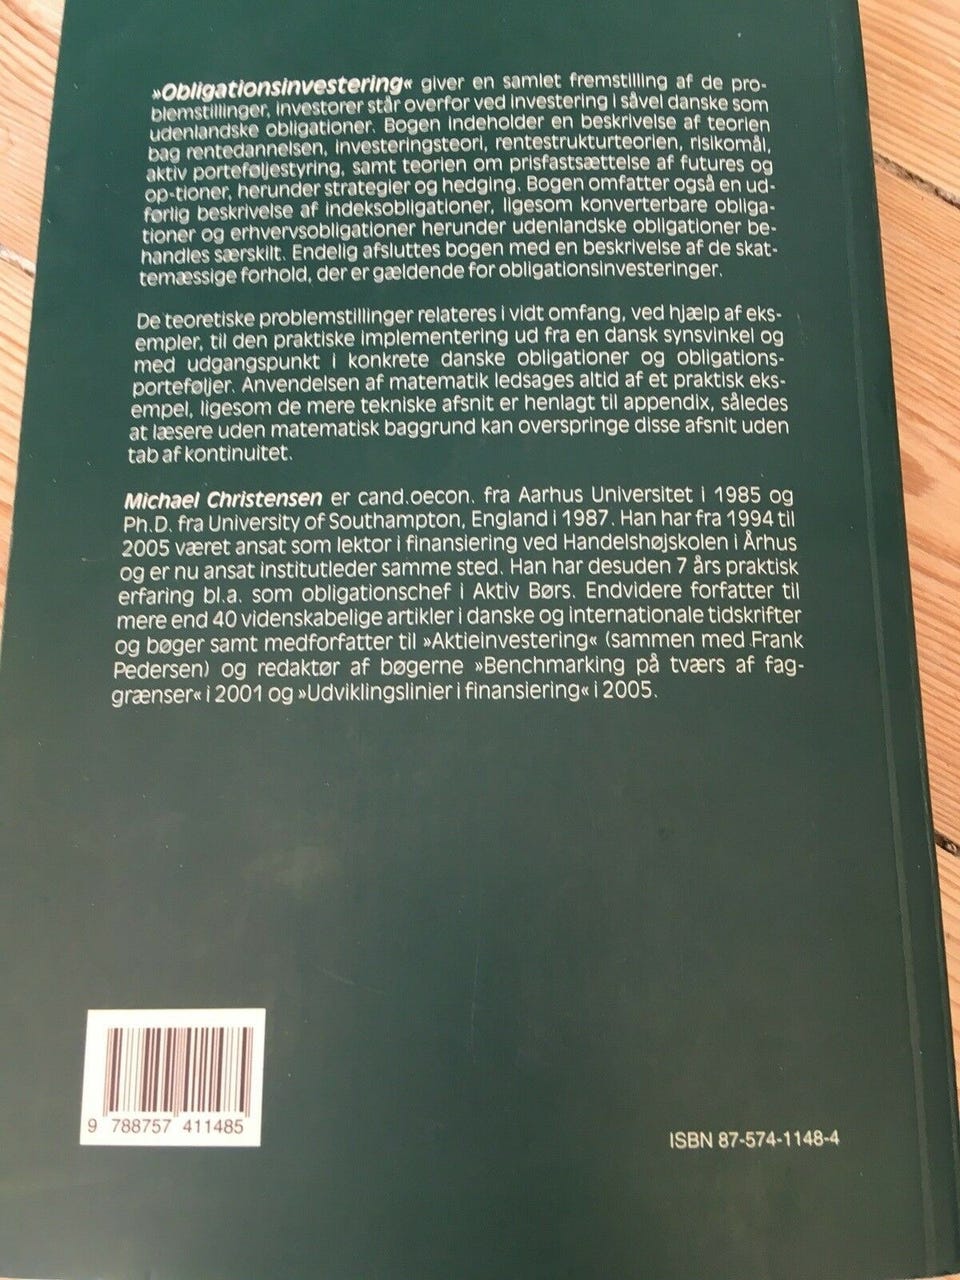 »Obligationsinvestering« giver en samlet fremstilling af de pro-
blemstillinger, investorer står overfor ved investering i såvel danske som
udenlandske obligationer. Bogen indeholder en beskrivelse af teorien
bag rentedannelsen, investeringsteori, rentestrukturteorien, risikomål,
aktiv porteføljestyring, samt teorien om prisfastsættelse af futures og
op-tioner, herunder strategier og hedging. Bogen omfatter også en ud-
førlig beskrivelse af indeksobligationer, ligesom konverterbare obliga-
tioner og erhvervsobligationer herunder udenlandske obligationer be-
handles særskilt. Endelig afsluttes bogen med en beskrivelse af de skat-
temæssige forhold, der er gældende for obligationsinvesteringer.
De teoretiske problemstillinger relateres i vidt omfang, ved hjælp af eks-
empler, til den praktiske implementering ud fra en dansk synsvinkel og
med udgangspunkt i konkrete danske obligationer og obligations-
porteføljer. Anvendelsen af matematik ledsages altid af et praktisk eks-
empel, ligesom de mere tekniske afsnit er henlagt til appendix, således
at læsere uden matematisk baggrund kan overspringe disse afsnit uden
tab af kontinuitet.
Michael Christensen er cand.oecon. fra Aarhus Universitet i 1985 og
Ph.D. fra University of Southampton, England i 1987. Han har fra 1994 til
2005 været ansat som lektor i finansiering ved Handelshøjskolen i Århus
og er nu ansat institutleder samme sted. Han har desuden 7 års praktisk
erfaring bl.a. som obligationschef i Aktiv Børs. Endvidere forfatter til
mere end 40 videnskabelige artikler i danske og internationale tidskrifter
og bøger samt medforfatter til »Aktieinvestering« (sammen med Frank
Pedersen) og redaktør af bøgerne »Benchmarking på tværs af fag-
grænser« i 2001 og »Udviklingslinier i finansiering« i 2005.
9 788757 411485
ISBN 87-574-1148-4